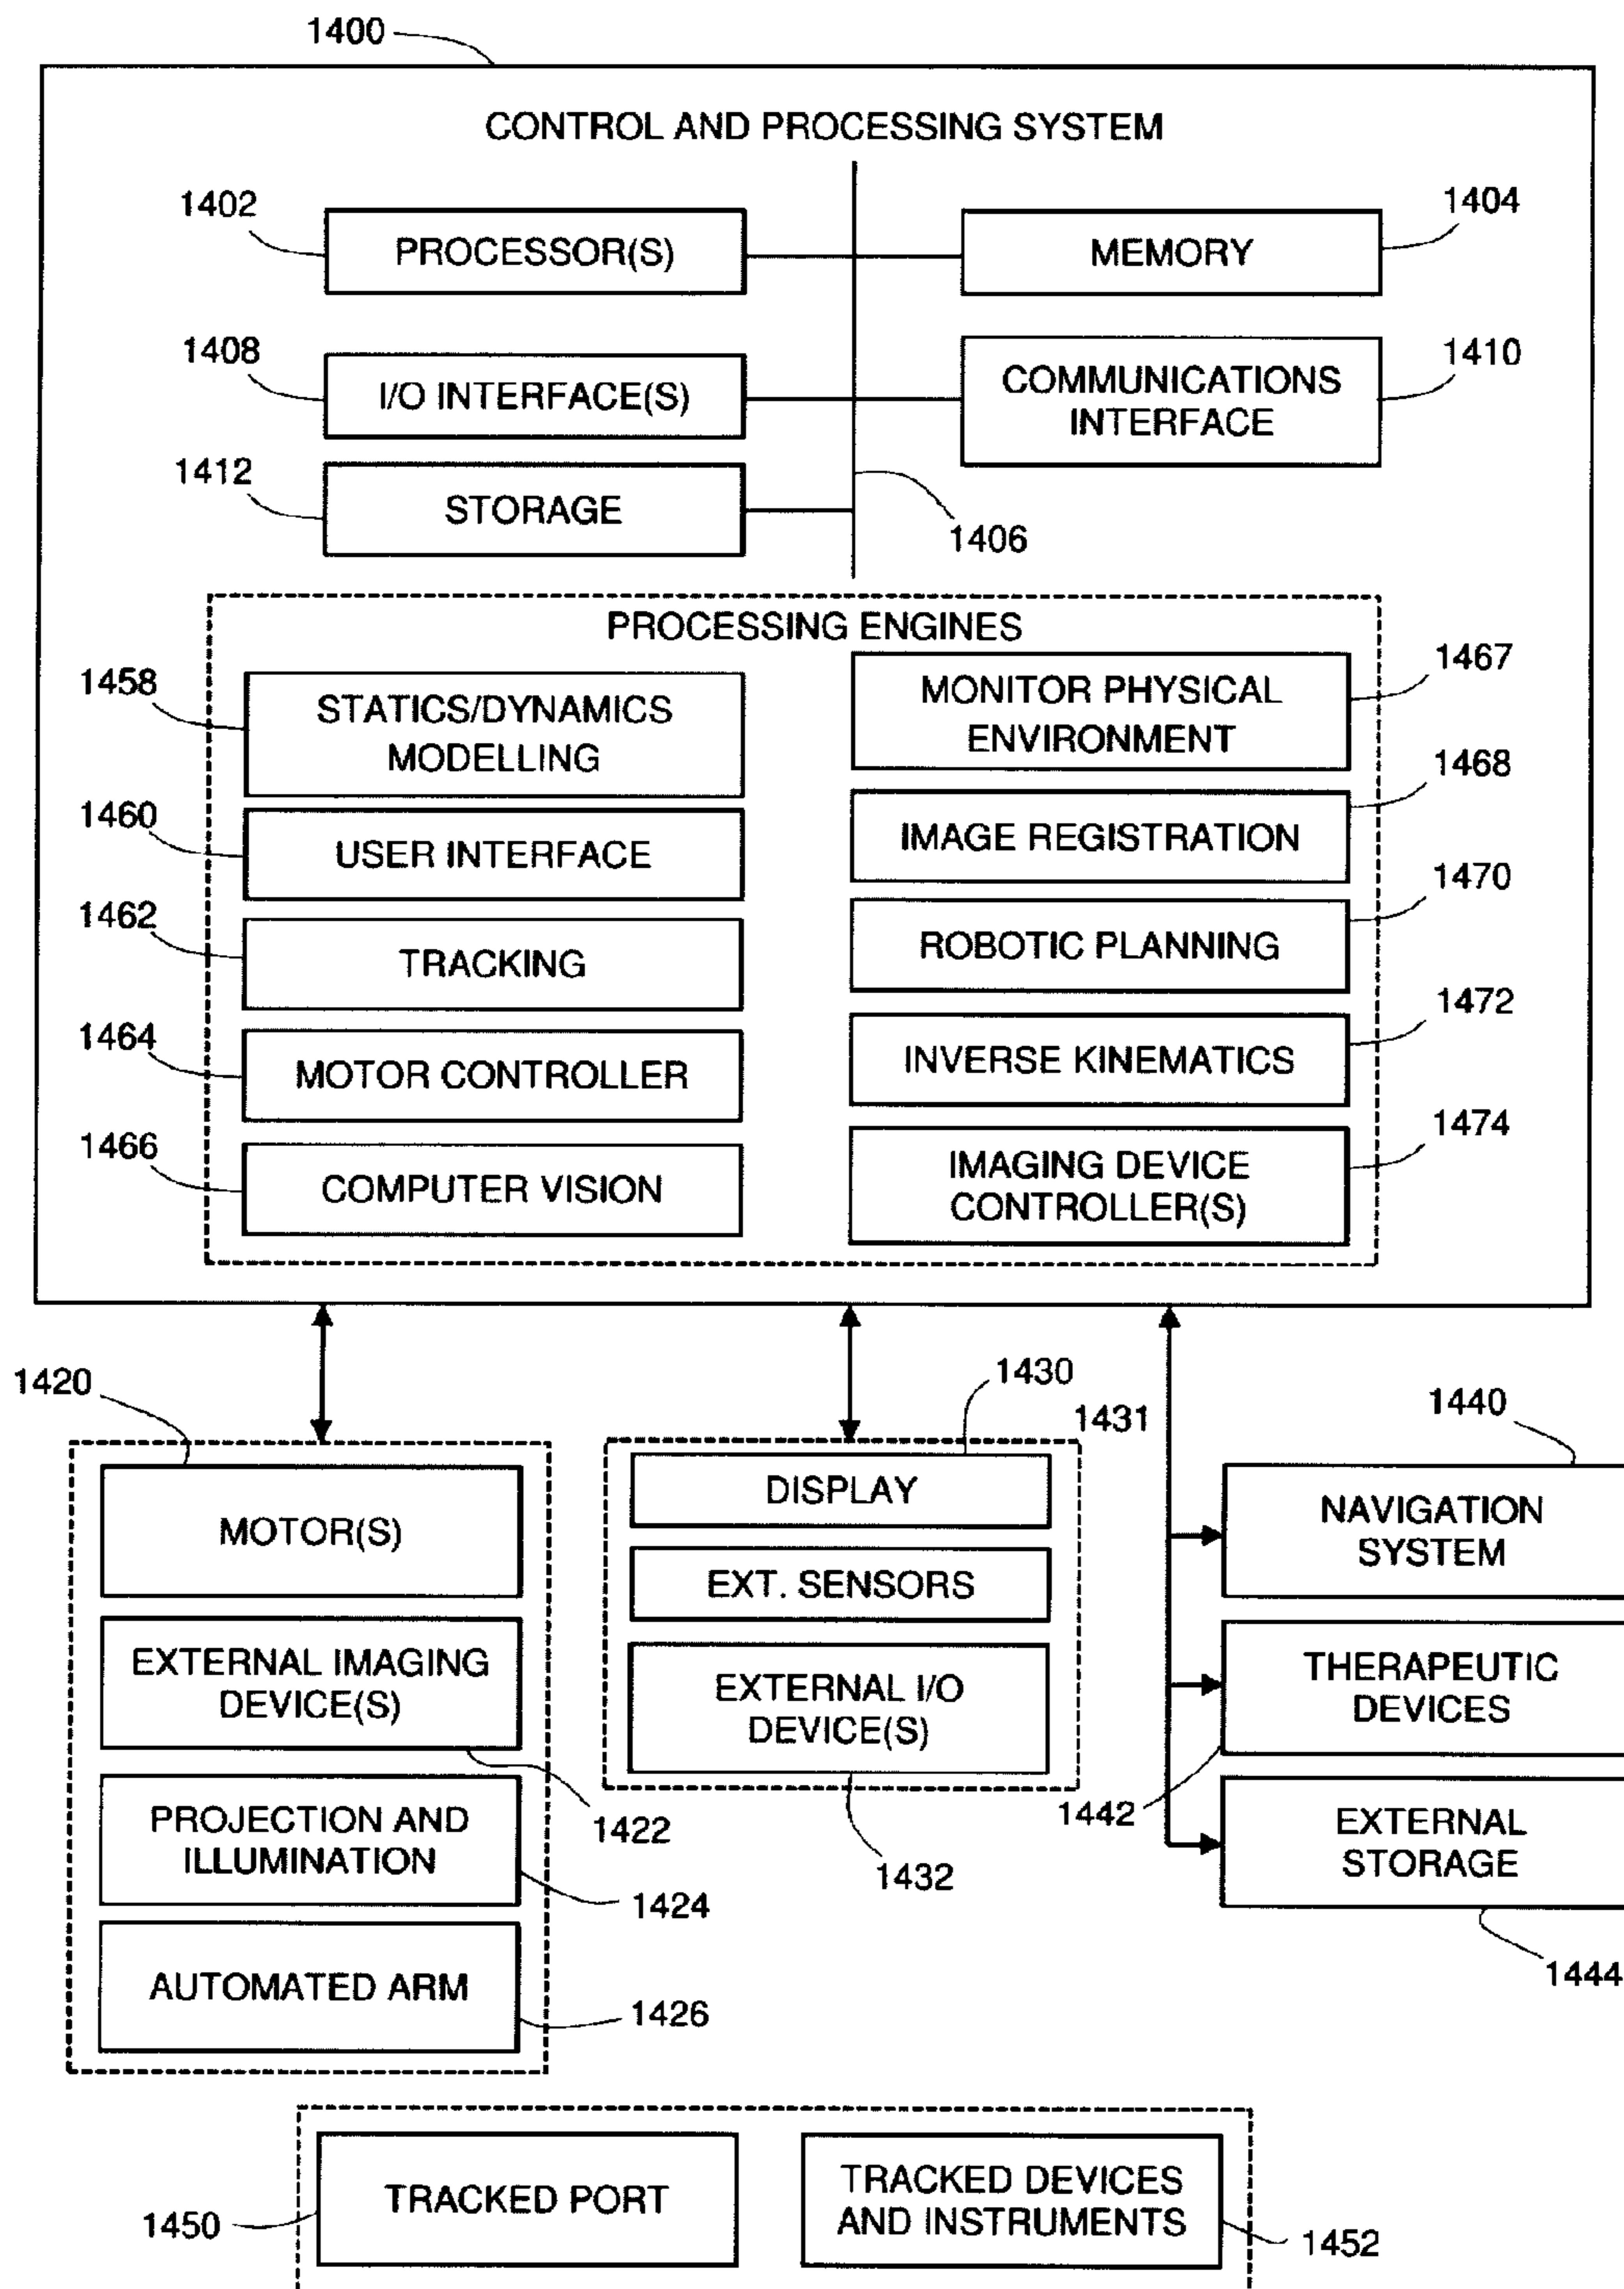 1400
CONTROL AND PROCESSING SYSTEM
1402
PROCESSOR(S)
MEMORY
1404
1408
I/O INTERFACE(S)
COMMUNICATIONS
INTERFACE
1410
1412
STORAGE
1406
PROCESSING ENGINES
1458
STATICS/DYNAMICS
MODELLING
MONITOR PHYSICAL
ENVIRONMENT
1467
1460
USER INTERFACE
IMAGE REGISTRATION
1468
1462
TRACKING
ROBOTIC PLANNING
1470
1464
MOTOR CONTROLLER
INVERSE KINEMATICS
1472
1466
COMPUTER VISION
IMAGING DEVICE
CONTROLLER(S)
1474
1420
MOTOR(S)
EXTERNAL IMAGING
DEVICE(S)
1422
PROJECTION AND
ILLUMINATION
1424
AUTOMATED ARM
1426
1430
1431
DISPLAY
EXT. SENSORS
EXTERNAL I/O
DEVICE(S)
1432
1440
NAVIGATION
SYSTEM
THERAPEUTIC
DEVICES
1442
EXTERNAL
STORAGE
1444
1450
TRACKED PORT
TRACKED DEVICES
AND INSTRUMENTS
1452